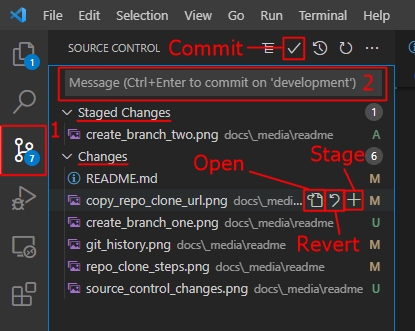 File Edit Selection View Go Run Terminal Help
SOURCE CONTROL
Commit
1
Message (Ctrl+Enter to commit on 'development') 2
1
Staged Changes 1
create_branch_two.png docs\_media\readme A
7
Changes 6
Open
Stage
README.md M
copy_repo_clone_url.png docs\_medi... M
create_branch_one.png docs\_media\readme U
Revert
git_history.png docs\_media\readme M
repo_clone_steps.png docs\_media\readme M
source_control_changes.png docs\_media\readme U